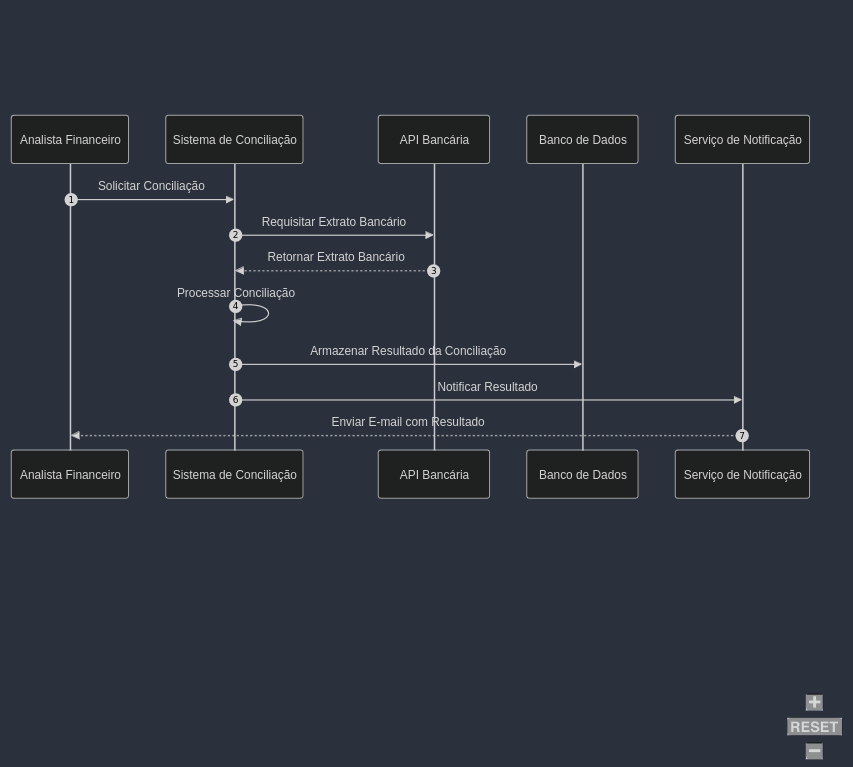 Analista Financeiro
Sistema de Conciliação
API Bancária
Banco de Dados
Serviço de Notificação
Solicitar Conciliação
1
Requisitar Extrato Bancário
2
Retornar Extrato Bancário
3
Processar Conciliação
4
Armazenar Resultado da Conciliação
5
Notificar Resultado
6
Enviar E-mail com Resultado
7
Analista Financeiro
Sistema de Conciliação
API Bancária
Banco de Dados
Serviço de Notificação
+
RESET
−